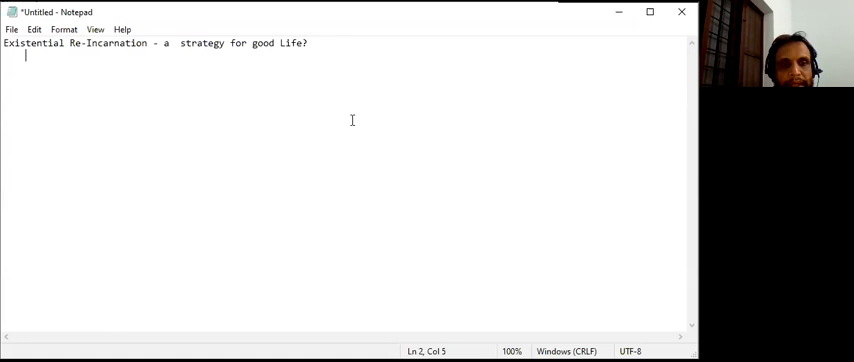 *Untitled - Notepad
File Edit Format View Help
Existential Re-Incarnation - a  strategy for good Life?
Ln 2, Col 5 100% Windows (CRLF) UTF-8